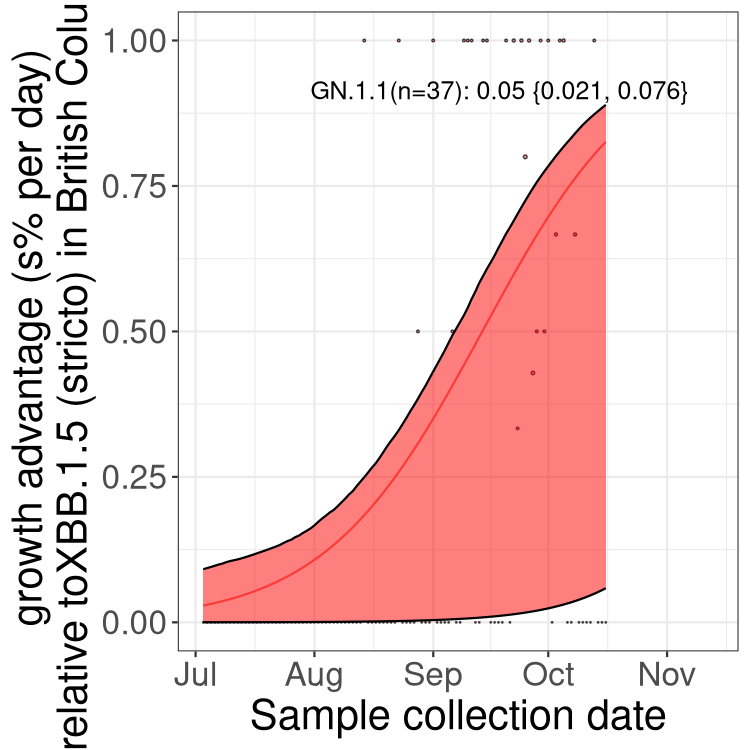 growth advantage (s% per day)
relative toXBB.1.5 (stricto) in British Colu
1.00
0.75
0.50
0.25
0.00
GN.1.1(n=37): 0.05 {0.021, 0.076}
Jul Aug Sep Oct Nov
Sample collection date